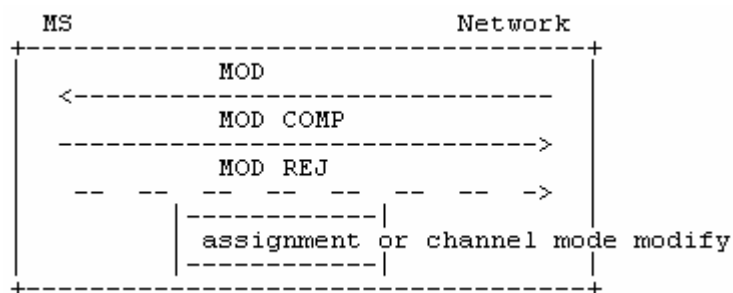 MS Network
MOD
MOD COMP
MOD REJ
assignment or channel mode modify